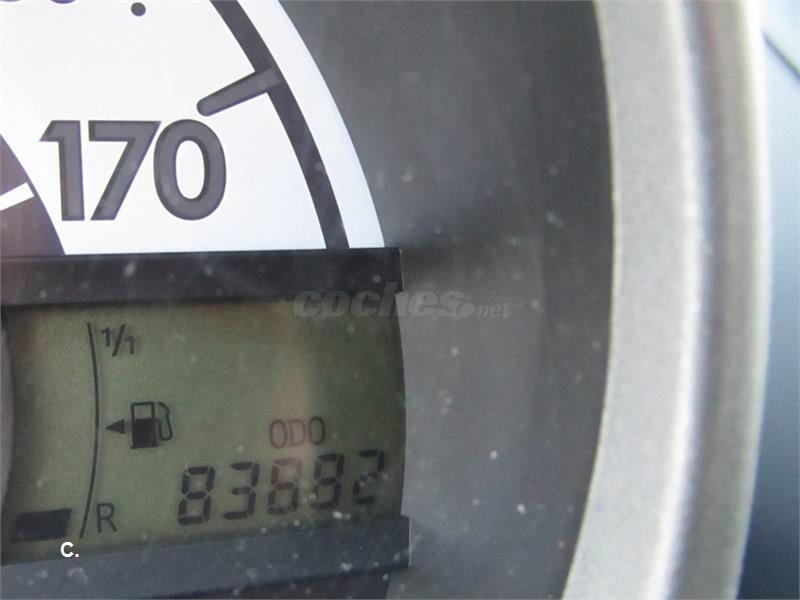 170
coches.net
1/1
ODO
83882
R
C.